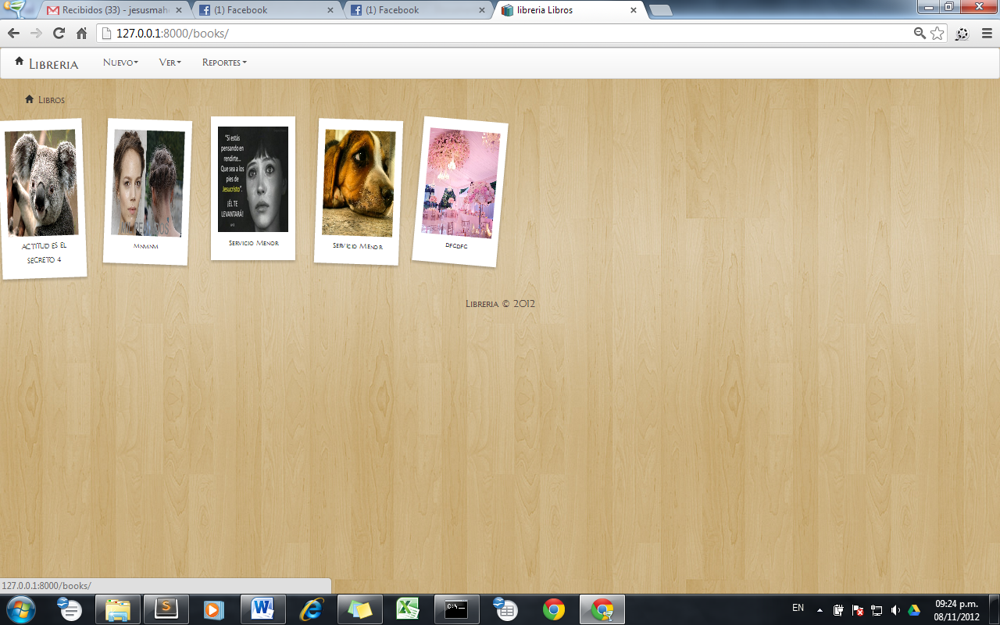 Recibidos (33) - jesusmah
(1) Facebook
(1) Facebook
libreria Libros
127.0.0.1:8000/books/
Libreria
Nuevo
Ver
Reportes
Libros
"Si estás
pensando en
rendirte...
Que sea a los
pies de
Jesucristo".
¡ÉL TE
LEVANTARÁ!
ACTITUD ES EL
SECRETO 4
mnmnm
Servicio Menor
Servicio Menor
dfcdfc
Libreria © 2012
127.0.0.1:8000/books/
EN
09:24 p.m.
08/11/2012